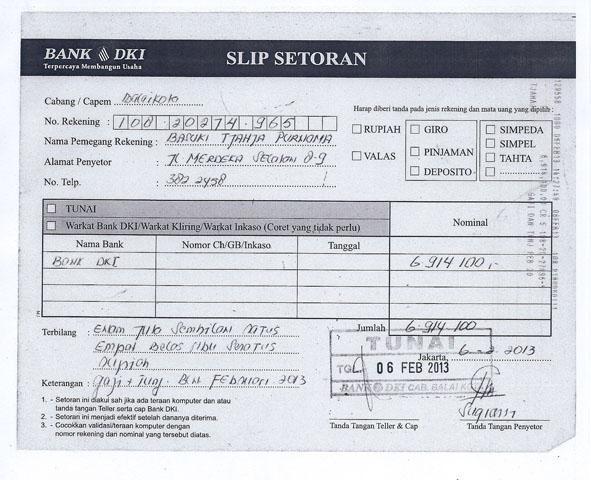 BANK DKI SLIP SETORAN
Terpercaya Membangun Usaha
Cabang / Capem : Balaikota
Harap diberi tanda pada jenis rekening dan mata uang yang dipilih :
No. Rekening : 108.20274.965
Nama Pemegang Rekening : BASUKI TJAHJA PURNOMA
Alamat Penyetor : JL MERDEKA SELATAN 8-9
No. Telp. : 382 2458
RUPIAH GIRO SIMPEDA
VALAS PINJAMAN SIMPEL
DEPOSITO TAHTA
TUNAI
Warkat Bank DKI/Warkat Kliring/Warkat Inkaso (Coret yang tidak perlu) Nominal
Nama Bank Nomor Ch/GB/Inkaso Tanggal
BANK DKI 6.914 100,-
Terbilang : Enam Juta Sembilan Ratus Jumlah 6.914.100
Empat Belas Ribu Seratus
Rupiah
TUNAI
Jakarta, 6-2 2013
TGL 06 FEB 2013
BANK DKI CAB. BALAI KO
Keterangan : Gaji + Tunj. Bln Februari 2013
1. - Setoran ini diakui sah jika ada teraan komputer dan atau
tanda tangan Teller serta cap Bank DKI.
2. - Setoran ini menjadi efektif setelah dananya diterima.
3. - Cocokkan validasi/teraan komputer dengan
nomor rekening dan nominal yang tersebut diatas.
Sugiarti
Tanda Tangan Teller & Cap Tanda Tangan Penyetor